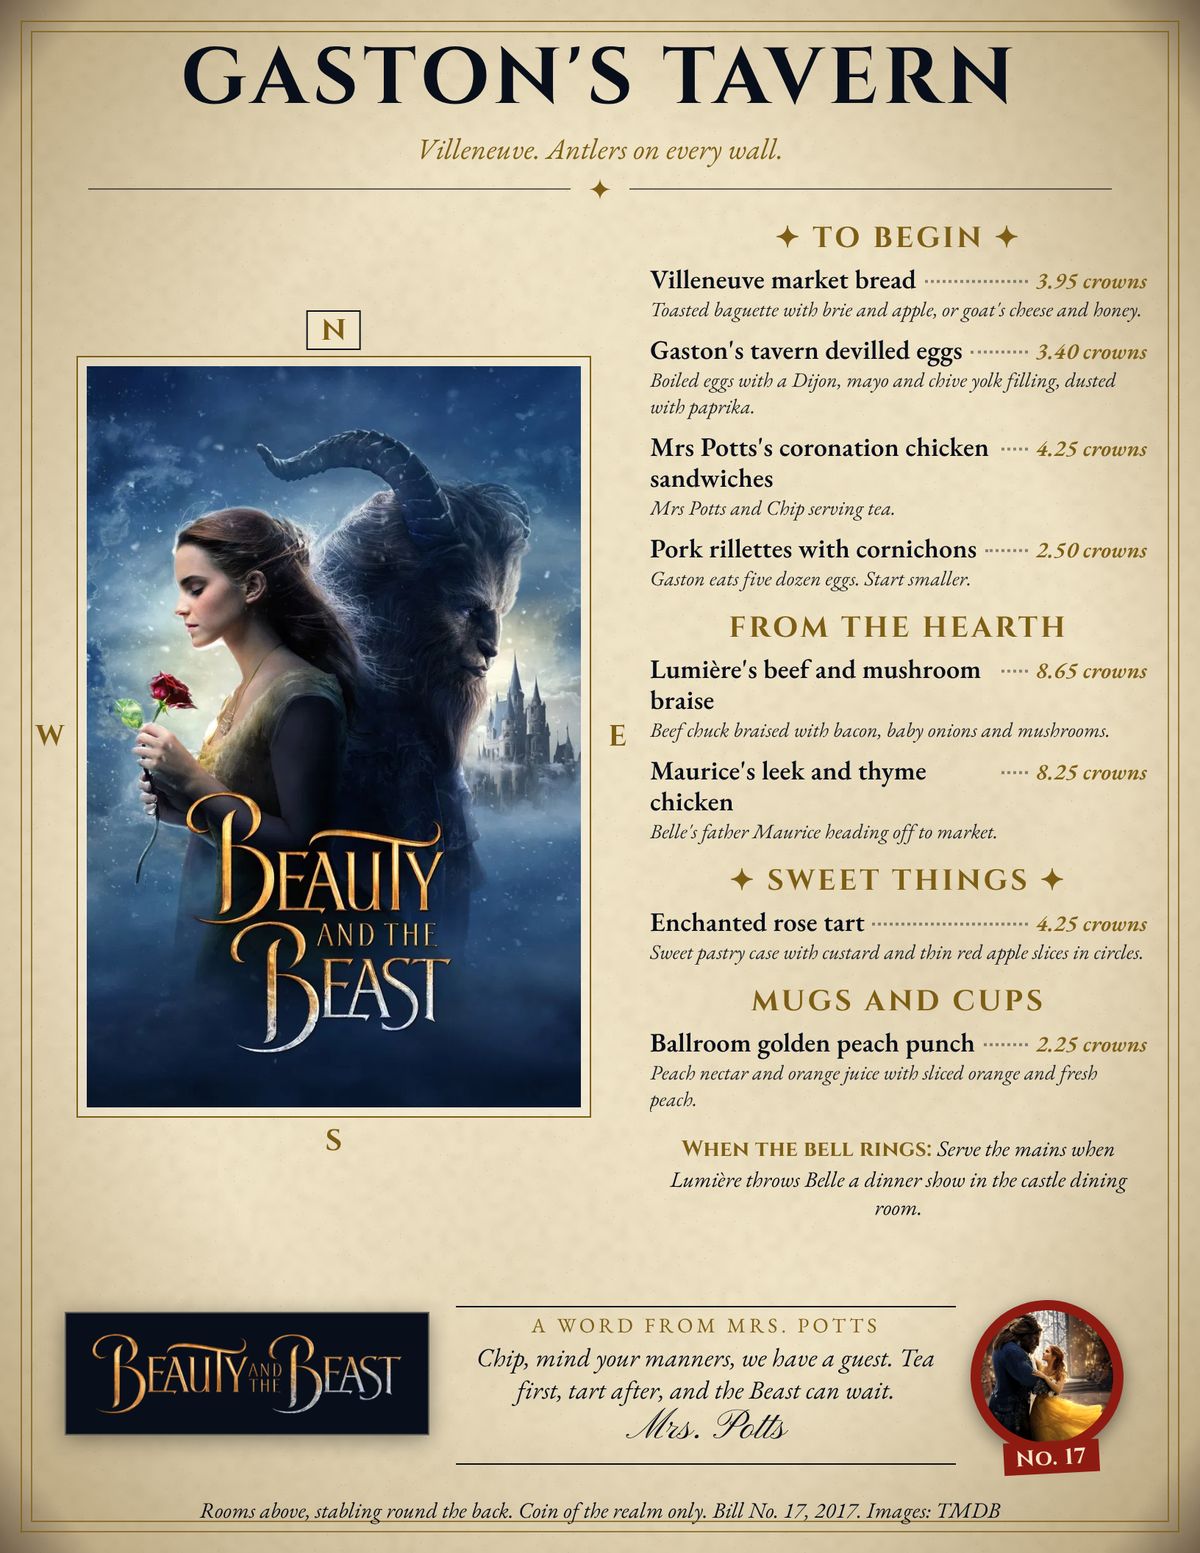 GASTON'S TAVERN
Villeneuve. Antlers on every wall.
N
W
E
S
BEAUTY
AND THE
BEAST
✦ TO BEGIN ✦
Villeneuve market bread 3.95 crowns
Toasted baguette with brie and apple, or goat's cheese and honey.
Gaston's tavern devilled eggs 3.40 crowns
Boiled eggs with a Dijon, mayo and chive yolk filling, dusted
with paprika.
Mrs Potts's coronation chicken 4.25 crowns
sandwiches
Mrs Potts and Chip serving tea.
Pork rillettes with cornichons 2.50 crowns
Gaston eats five dozen eggs. Start smaller.
FROM THE HEARTH
Lumière's beef and mushroom 8.65 crowns
braise
Beef chuck braised with bacon, baby onions and mushrooms.
Maurice's leek and thyme 8.25 crowns
chicken
Belle's father Maurice heading off to market.
✦ SWEET THINGS ✦
Enchanted rose tart 4.25 crowns
Sweet pastry case with custard and thin red apple slices in circles.
MUGS AND CUPS
Ballroom golden peach punch 2.25 crowns
Peach nectar and orange juice with sliced orange and fresh
peach.
WHEN THE BELL RINGS: Serve the mains when
Lumière throws Belle a dinner show in the castle dining
room.
BEAUTY AND THE BEAST
A WORD FROM MRS. POTTS
Chip, mind your manners, we have a guest. Tea
first, tart after, and the Beast can wait.
Mrs. Potts
No. 17
Rooms above, stabling round the back. Coin of the realm only. Bill No. 17, 2017. Images: TMDB